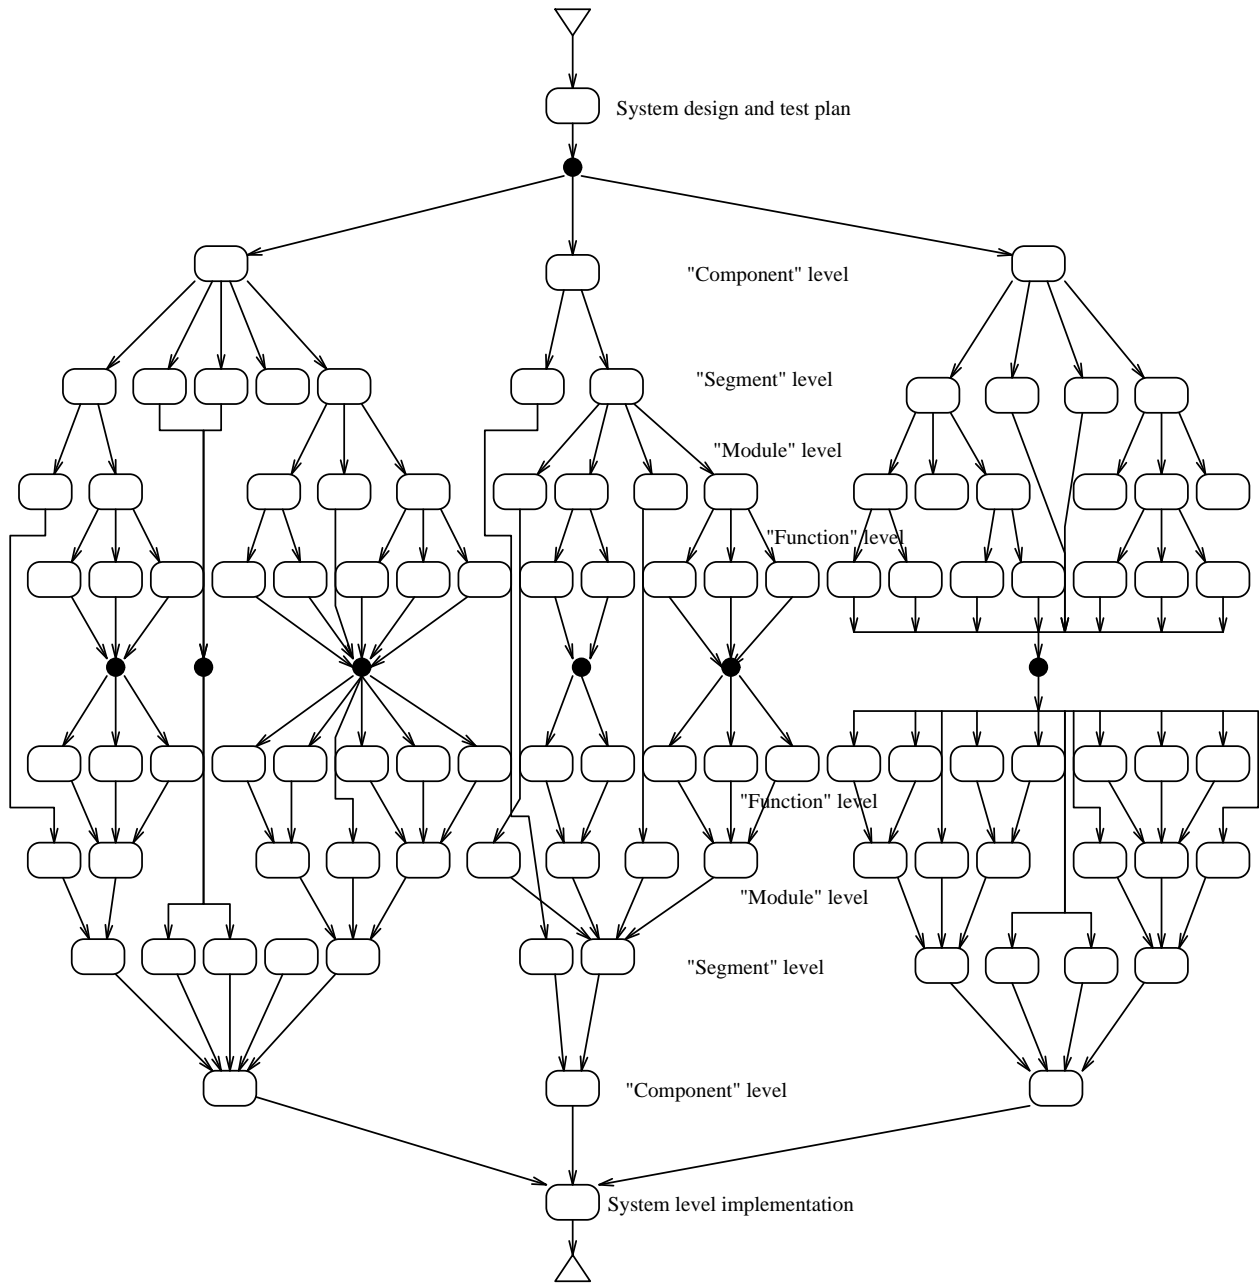 System design and test plan
"Component" level
"Segment" level
"Module" level
"Function" level
"Function" level
"Module" level
"Segment" level
"Component" level
System level implementation